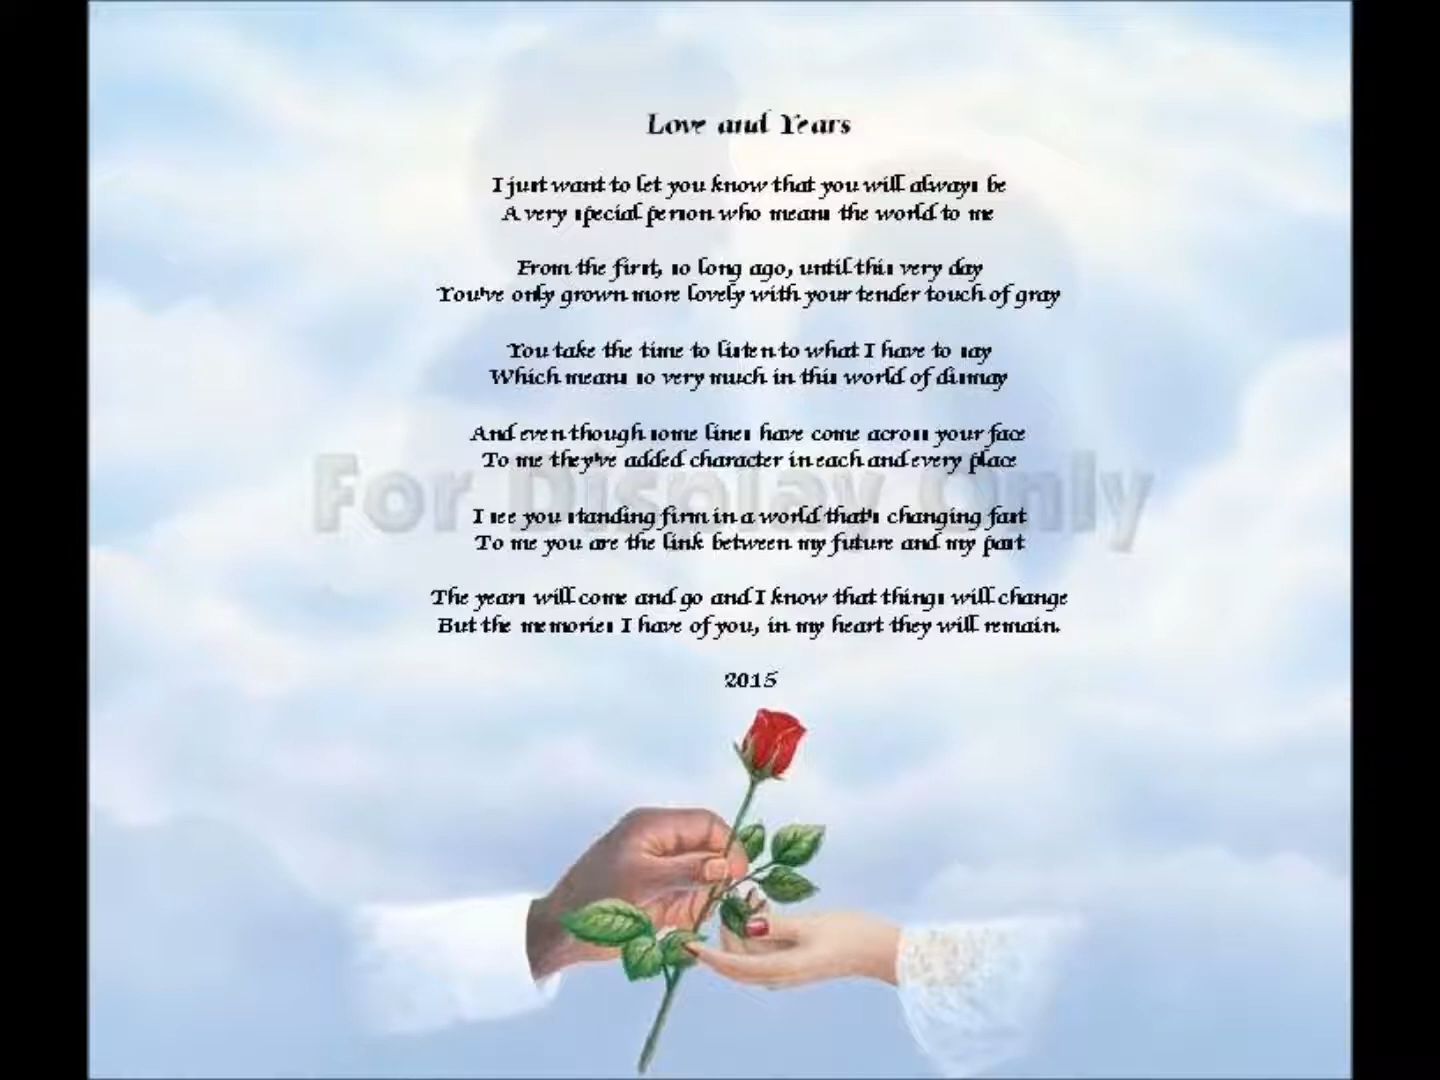 Love and Years
I just want to let you know that you will always be
A very special person who means the world to me
From the first, so long ago, until this very day
You've only grown more lovely with your tender touch of gray
You take the time to listen to what I have to say
Which means so very much in this world of dismay
And even though some lines have come across your face
To me they've added character in each and every place
For Display Only
I see you standing firm in a world that's changing fast
To me you are the link between my future and my past
The years will come and go and I know that things will change
But the memories I have of you, in my heart they will remain.
2015